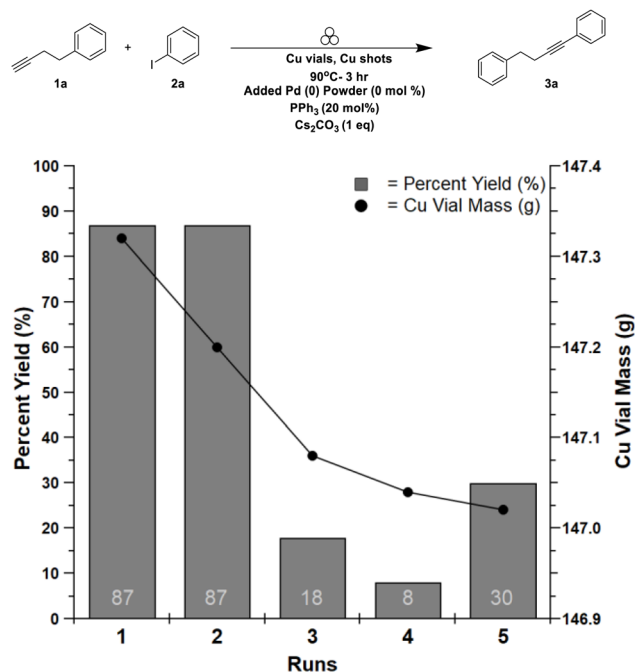 +
I
1a
2a
Cu vials, Cu shots
90°C- 3 hr
Added Pd (0) Powder (0 mol %)
PPh₃ (20 mol%)
Cs₂CO₃ (1 eq)
3a
= Percent Yield (%)
= Cu Vial Mass (g)
Percent Yield (%)
100
90
80
70
60
50
40
30
20
10
0
147.4
147.3
147.2
147.1
147.0
146.9
Cu Vial Mass (g)
87 87 18 8 30
1 2 3 4 5
Runs